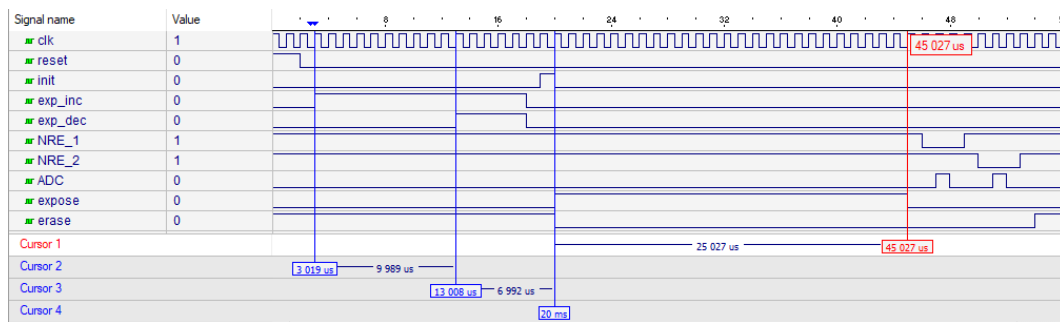 Signal name Value 8 16 24 32 40 48
clk 1
reset 0
init 0
exp_inc 0
exp_dec 0
NRE_1 1
NRE_2 1
ADC 0
expose 0
erase 0
45 027 us
Cursor 1 25 027 us 45 027 us
Cursor 2 3 019 us 9 989 us
Cursor 3 13 008 us 6 992 us
Cursor 4 20 ms